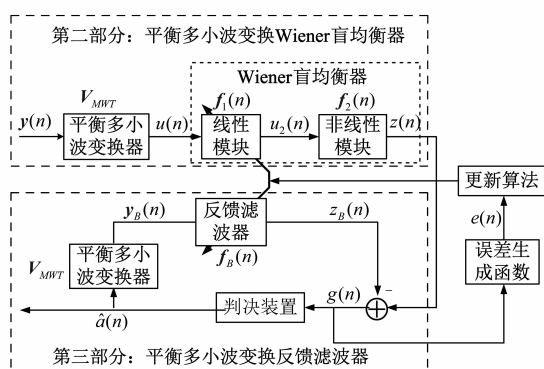 第二部分：平衡多小波变换Wiener盲均衡器
Wiener盲均衡器
V_{MWT}
f_1(n)
f_2(n)
y(n)
平衡多小
波变换器
u(n)
线性
模块
u_2(n)
非线性
模块
z(n)
更新算法
y_B(n)
反馈滤
波器
z_B(n)
e(n)
V_{MWT}
平衡多小
波变换器
f_B(n)
误差生
成函数
â(n)
判决装置
g(n)
-
第三部分：平衡多小波变换反馈滤波器